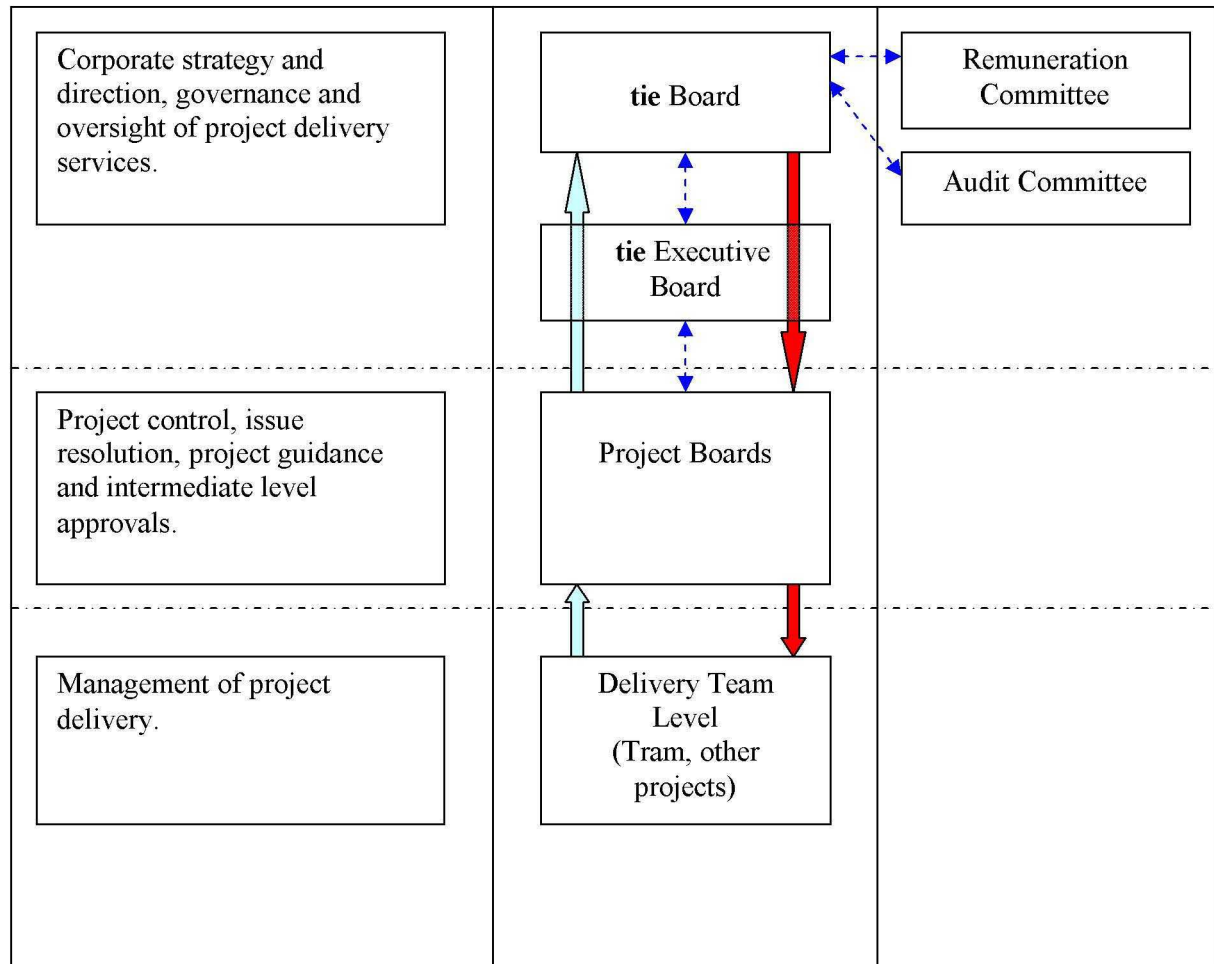 Corporate strategy and
direction, governance and
oversight of project delivery
services.
tie Board
Remuneration
Committee
Audit Committee
tie Executive
Board
Project control, issue
resolution, project guidance
and intermediate level
approvals.
Project Boards
Management of project
delivery.
Delivery Team
Level
(Tram, other
projects)